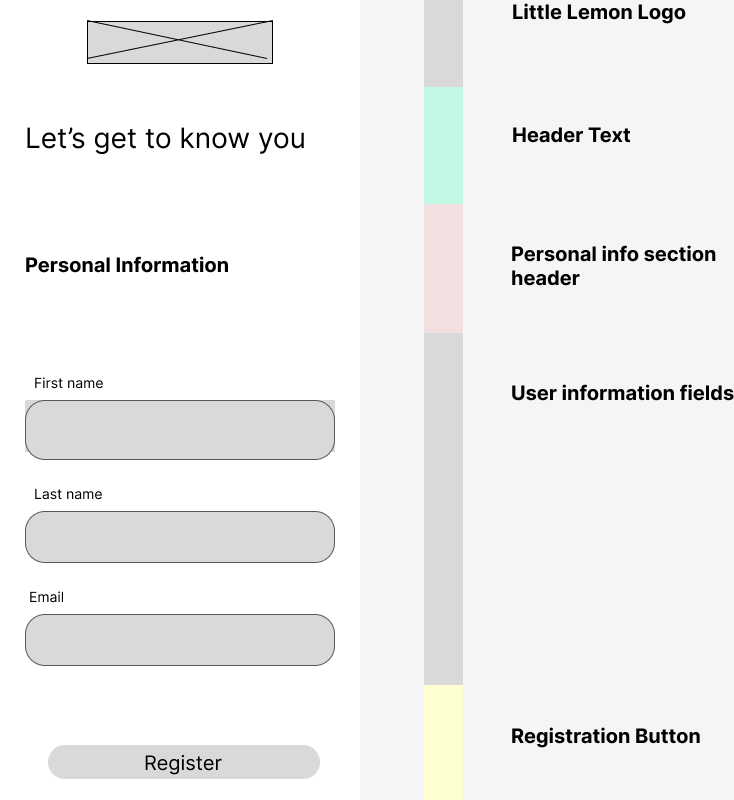 Let’s get to know you
Personal Information
First name
Last name
Email
Register
Little Lemon Logo
Header Text
Personal info section
header
User information fields
Registration Button